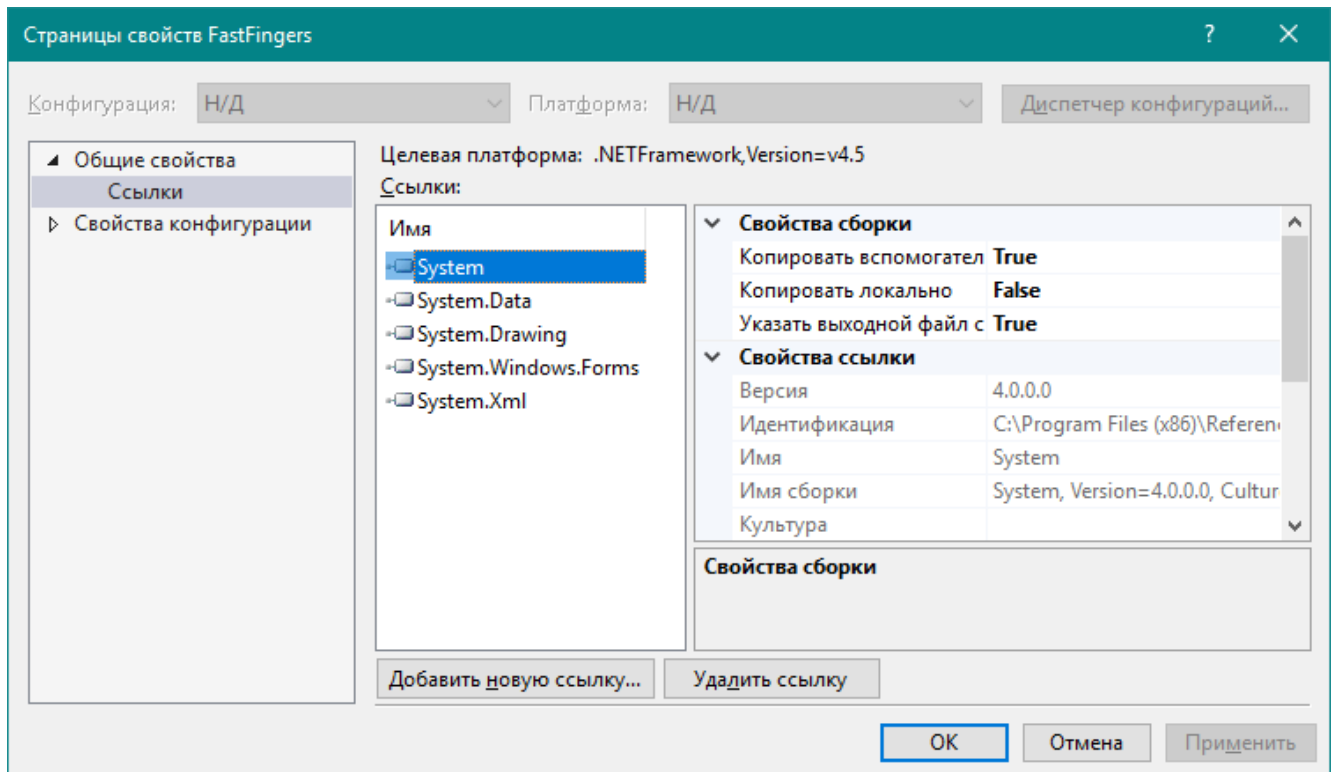 Страницы свойств FastFingers ?
Конфигурация: Н/Д Платформа: Н/Д Диспетчер конфигураций...
Общие свойства
Ссылки
Свойства конфигурации
Целевая платформа: .NETFramework,Version=v4.5
Ссылки:
Имя
System
System.Data
System.Drawing
System.Windows.Forms
System.Xml
Свойства сборки
Копировать вспомогател True
Копировать локально False
Указать выходной файл с True
Свойства ссылки
Версия 4.0.0.0
Идентификация C:\Program Files (x86)\Referen
Имя System
Имя сборки System, Version=4.0.0.0, Cultur
Культура
Свойства сборки
Добавить новую ссылку... Удалить ссылку
ОК Отмена Применить